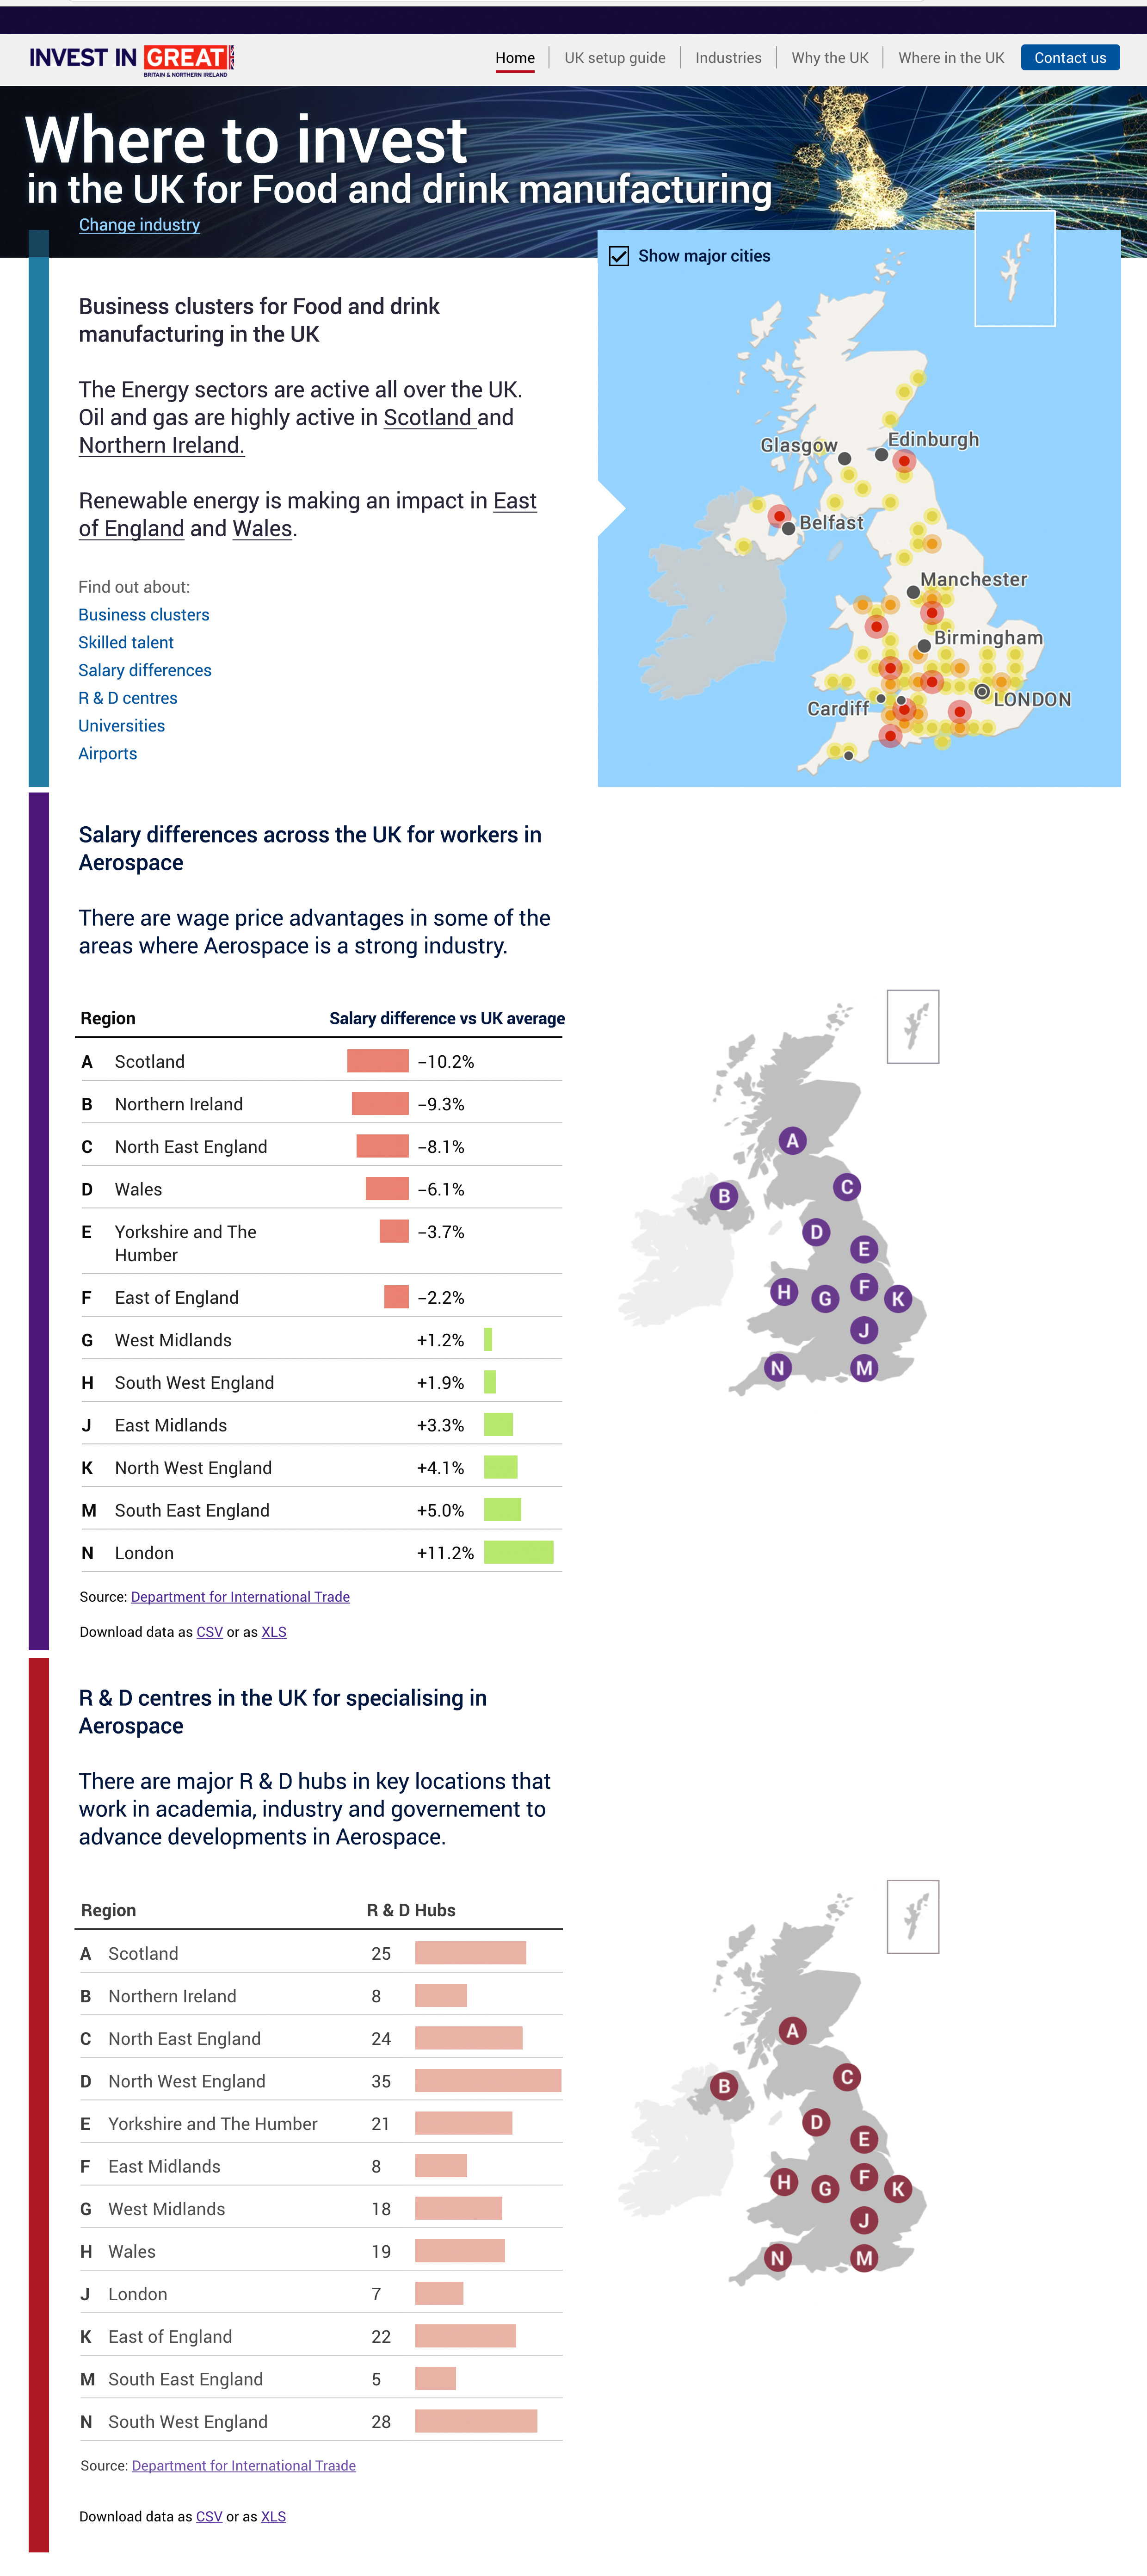 INVEST IN GREAT
BRITAIN & NORTHERN IRELAND
Home
UK setup guide
Industries
Why the UK
Where in the UK
Contact us
Where to invest
in the UK for Food and drink manufacturing
Change industry
Business clusters for Food and drink
manufacturing in the UK
The Energy sectors are active all over the UK.
Oil and gas are highly active in Scotland and
Northern Ireland.
Renewable energy is making an impact in East
of England and Wales.
Find out about:
Business clusters
Skilled talent
Salary differences
R & D centres
Universities
Airports
Show major cities
Glasgow
Edinburgh
Belfast
Manchester
Birmingham
Cardiff
LONDON
Salary differences across the UK for workers in
Aerospace
There are wage price advantages in some of the
areas where Aerospace is a strong industry.
Region Salary difference vs UK average
A Scotland –10.2%
B Northern Ireland –9.3%
C North East England –8.1%
D Wales –6.1%
E Yorkshire and The –3.7%
Humber
F East of England –2.2%
G West Midlands +1.2%
H South West England +1.9%
J East Midlands +3.3%
K North West England +4.1%
M South East England +5.0%
N London +11.2%
Source: Department for International Trade
Download data as CSV or as XLS
A
B
C
D
E
F
H
G
K
J
N
M
R & D centres in the UK for specialising in
Aerospace
There are major R & D hubs in key locations that
work in academia, industry and governement to
advance developments in Aerospace.
Region R & D Hubs
A Scotland 25
B Northern Ireland 8
C North East England 24
D North West England 35
E Yorkshire and The Humber 21
F East Midlands 8
G West Midlands 18
H Wales 19
J London 7
K East of England 22
M South East England 5
N South West England 28
Source: Department for International Traade
Download data as CSV or as XLS
A
B
C
D
E
F
H
G
K
J
N
M